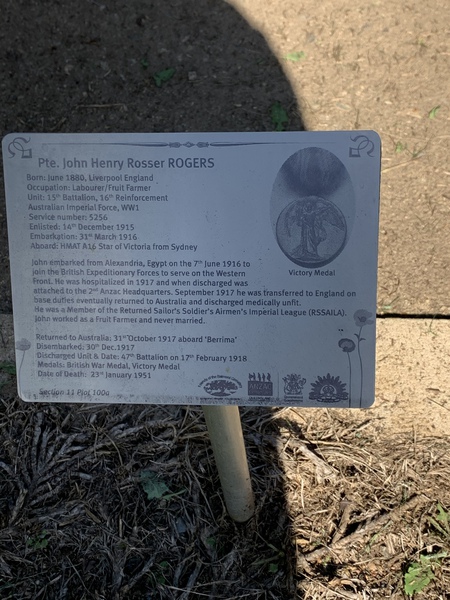 Pte. John Henry Rosser ROGERS
Born: June 1880, Liverpool England
Occupation: Labourer/Fruit Farmer
Unit: 15th Battalion, 16th Reinforcement
Australian Imperial Force, WW1
Service number: 5256
Enlisted: 14th December 1915
Embarkation: 31st March 1916
Aboard: HMAT A16 Star of Victoria from Sydney
John embarked from Alexandria, Egypt on the 7th June 1916 to
join the British Expeditionary Forces to serve on the Western
Front. He was hospitalized in 1917 and when discharged was
attached to the 2nd Anzac Headquarters. September 1917 he was transferred to England on
base duties eventually returned to Australia and discharged medically unfit.
He was a Member of the Returned Sailor's Soldier's Airmen's Imperial League (RSSAILA).
John worked as a Fruit Farmer and never married.
Returned to Australia: 31st October 1917 aboard 'Berrima'
Disembarked: 30th Dec.1917
Discharged Unit & Date: 47th Battalion on 17th February 1918
Medals: British War Medal, Victory Medal
Date of Death: 23rd January 1951
Section 11 Plot 100a
Victory Medal